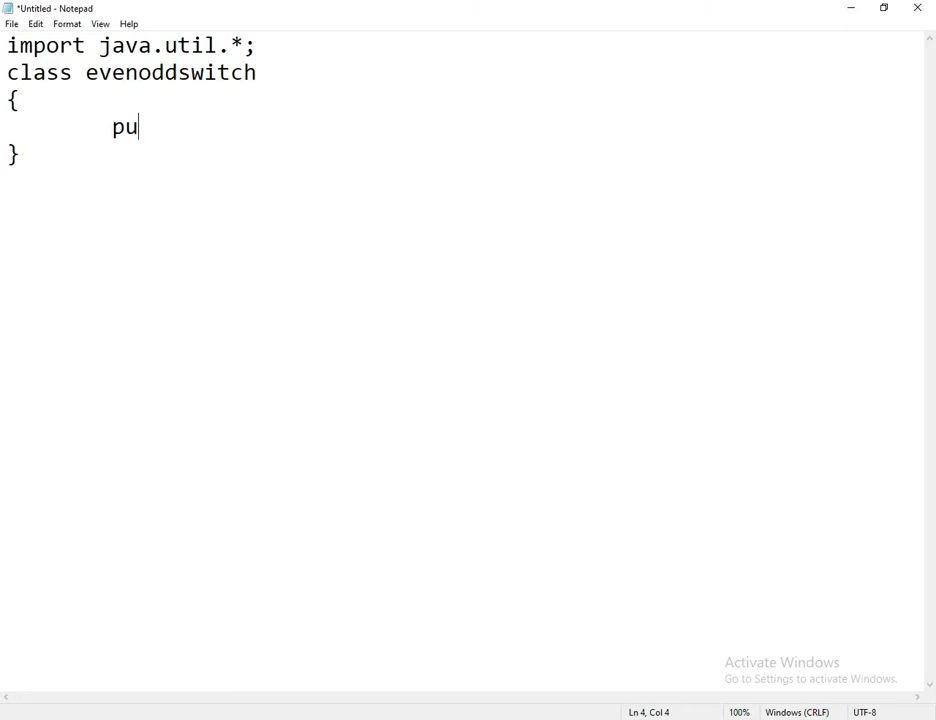 *Untitled - Notepad
File Edit Format View Help
import java.util.*;
class evenoddswitch
{
pu
}
Activate Windows
Go to Settings to activate Windows.
Ln 4, Col 4 100% Windows (CRLF) UTF-8